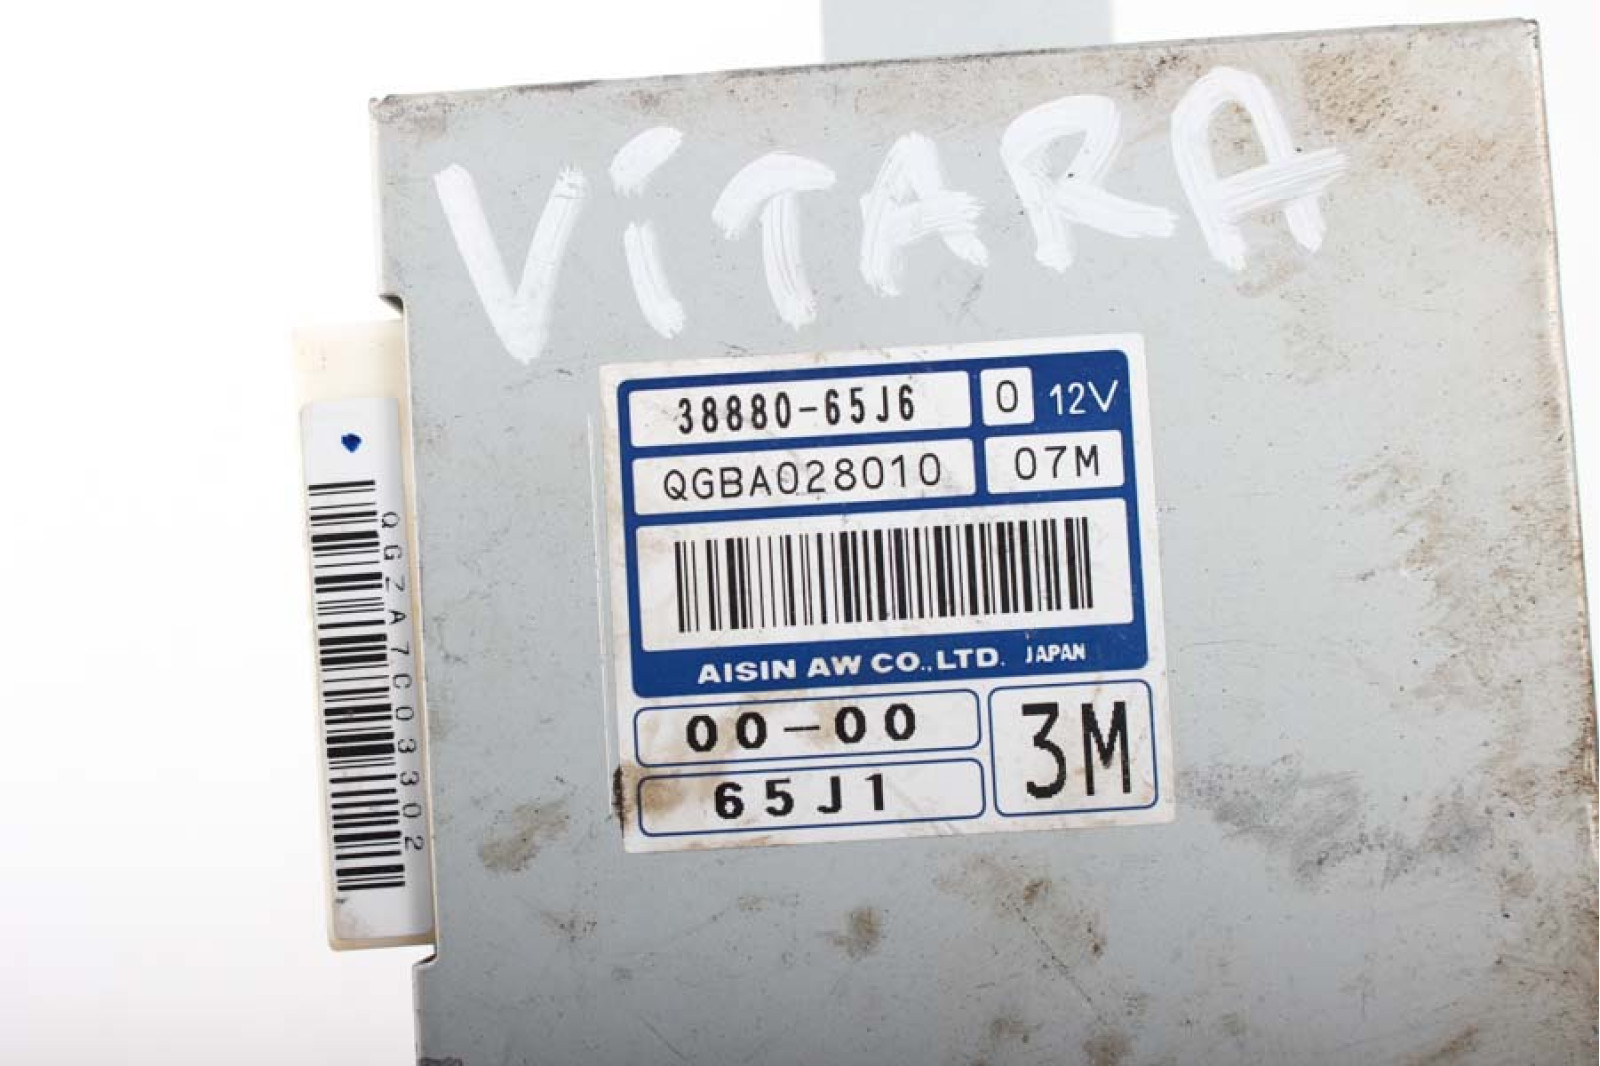 ViTARA
38880-65J6 0 12V
QGBA028010 07M
AISIN AW CO.,LTD. JAPAN
00-00
65J1
3M
QGZA7C03302